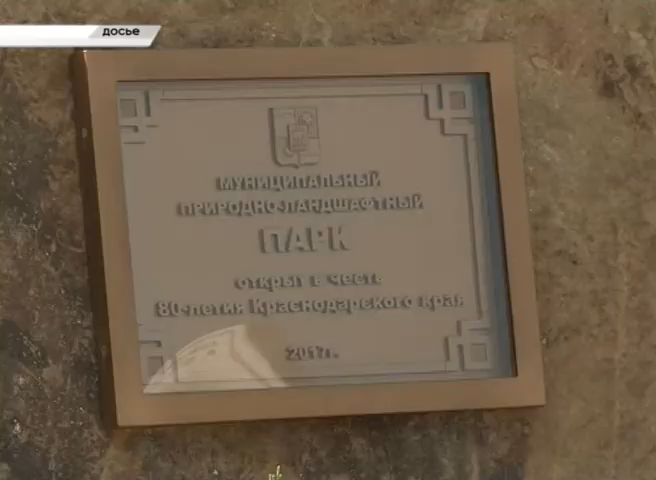 досье
МУНИЦИПАЛЬНЫЙ
ПРИРОДНО-ЛАНДШАФТНЫЙ
ПАРК
открыт в честь
80-летия Краснодарского края
2017г.